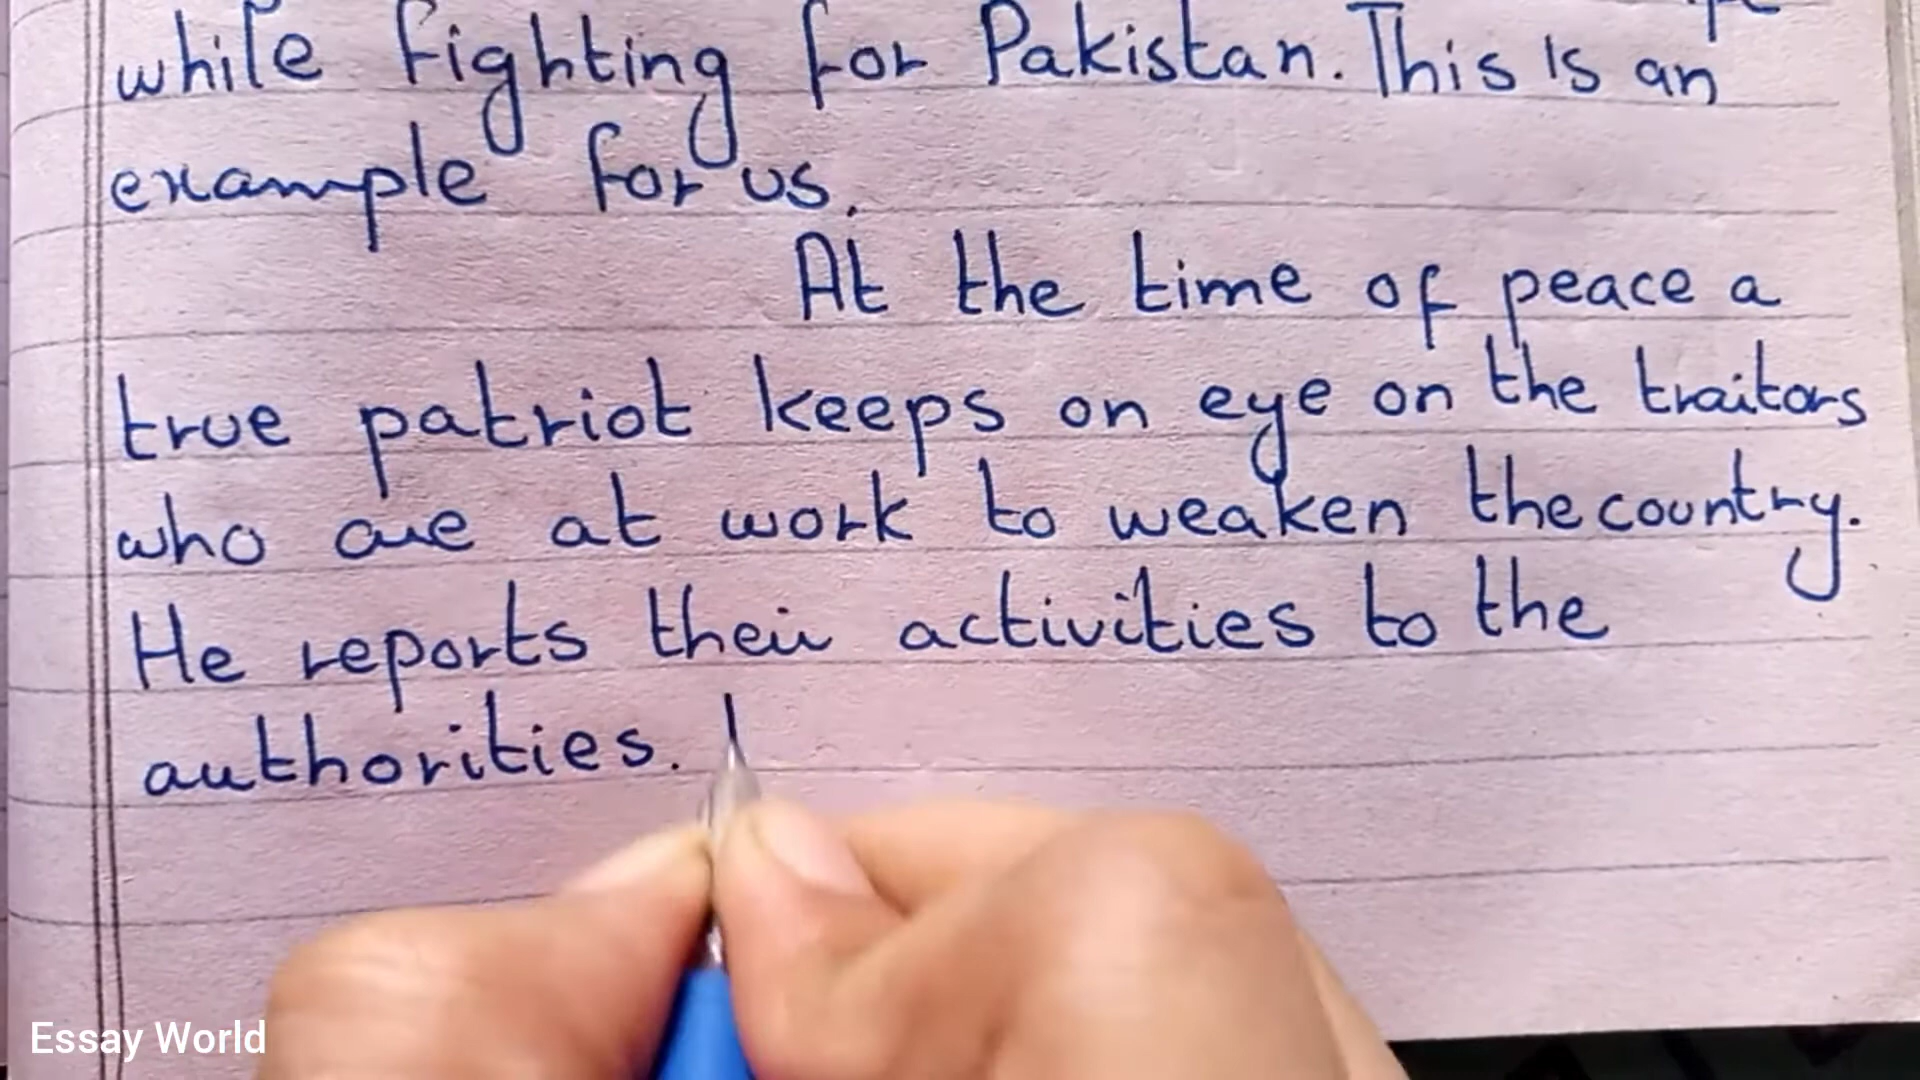 while fighting for Pakistan. This is an
example for us.
At the time of peace a
true patriot keeps on eye on the traitors
who are at work to weaken the country.
He reports their activities to the
authorities.
Essay World